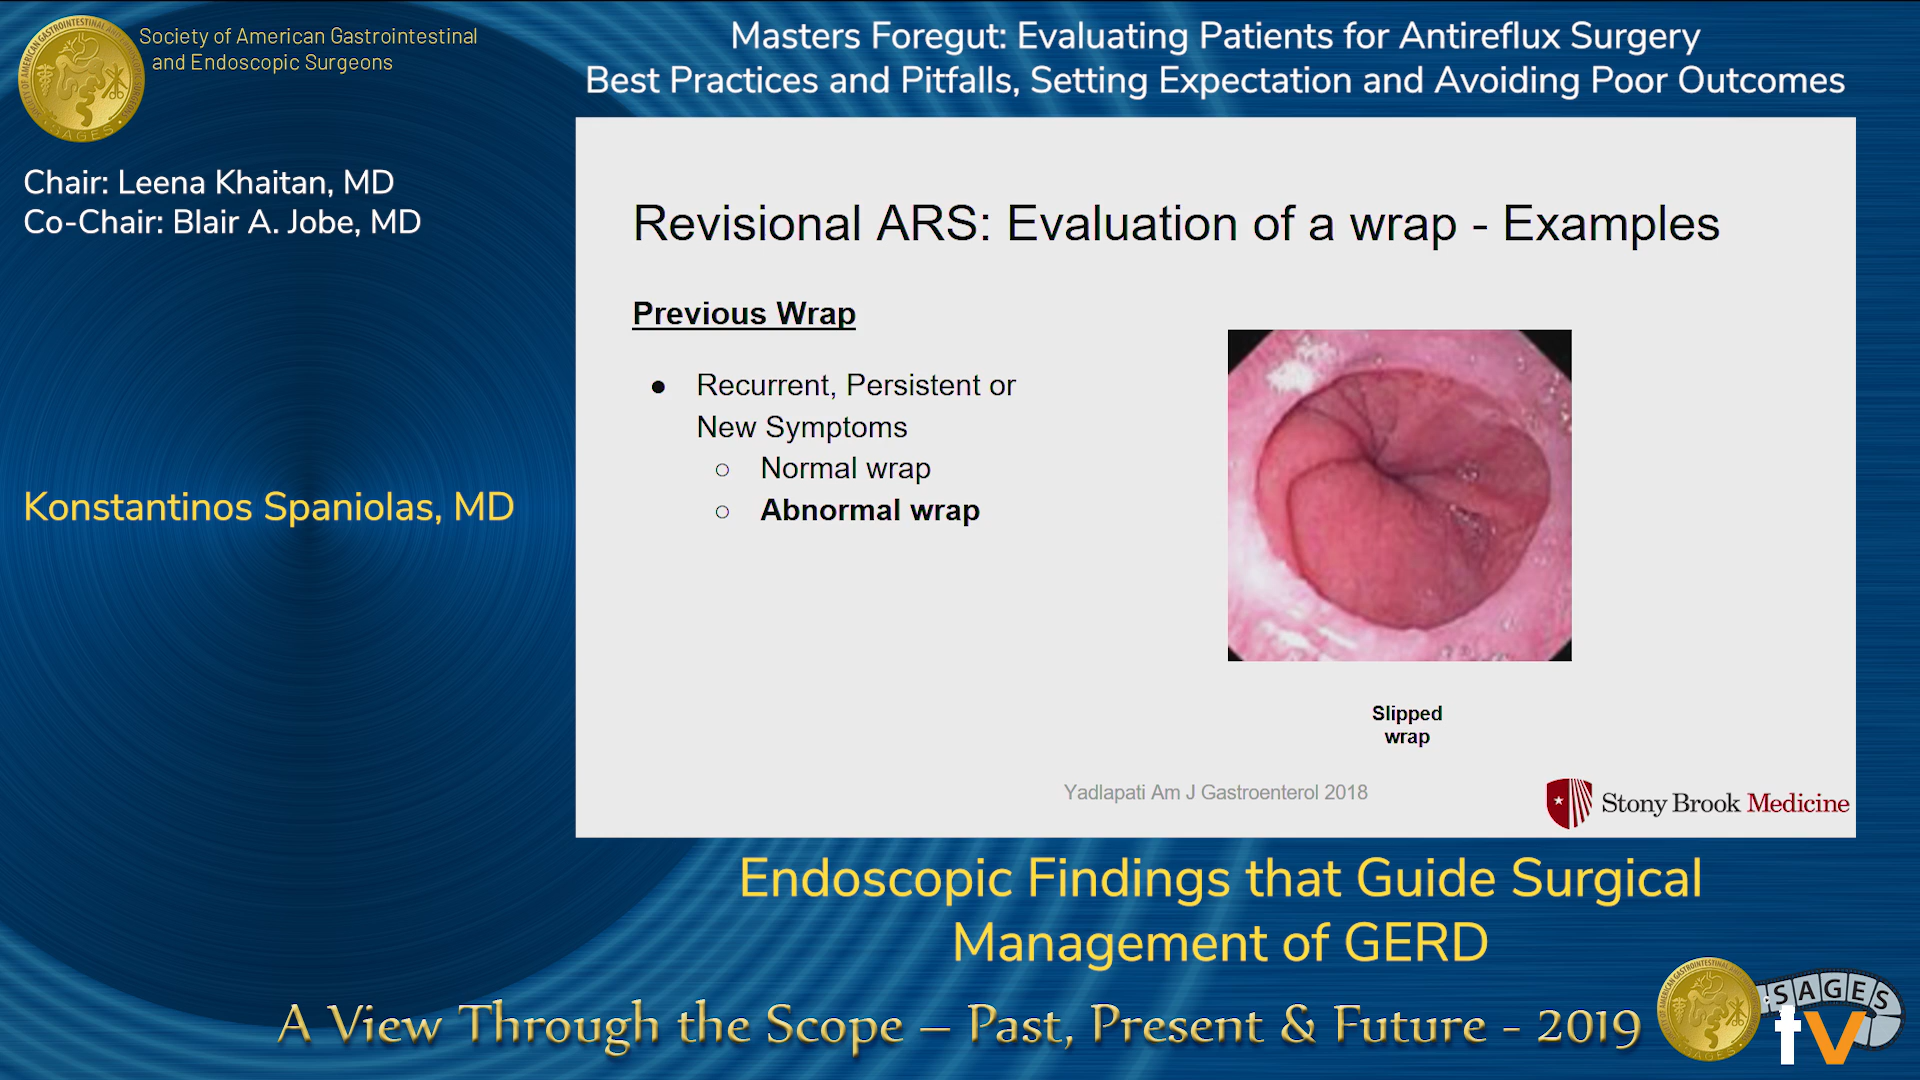 Society of American Gastrointestinal
and Endoscopic Surgeons
Masters Foregut: Evaluating Patients for Antireflux Surgery
Best Practices and Pitfalls, Setting Expectation and Avoiding Poor Outcomes
Chair: Leena Khaitan, MD
Co-Chair: Blair A. Jobe, MD
Konstantinos Spaniolas, MD
Revisional ARS: Evaluation of a wrap - Examples
Previous Wrap
● Recurrent, Persistent or
New Symptoms
○ Normal wrap
○ Abnormal wrap
Slipped
wrap
Yadlapati Am J Gastroenterol 2018
Stony Brook Medicine
Endoscopic Findings that Guide Surgical
Management of GERD
A View Through the Scope – Past, Present & Future - 2019
SAGES
tv